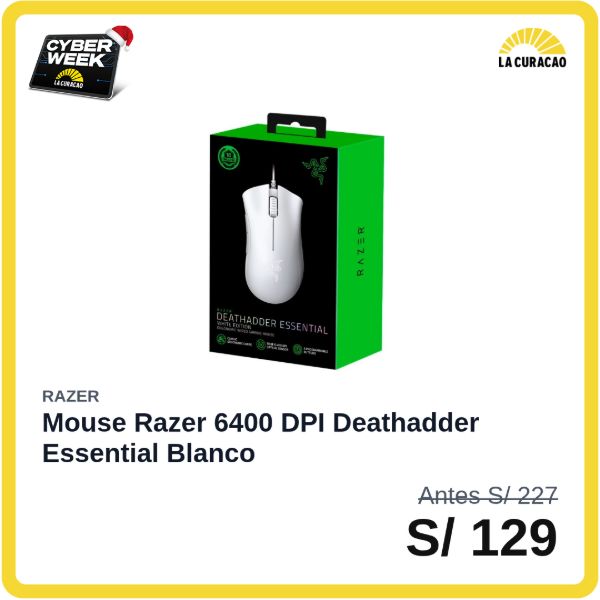 CYBER
WEEK
LA CURACAO
LA CURACAO
RAZER
DEATHADDER ESSENTIAL
WHITE EDITION
RAZER
RAZER
Mouse Razer 6400 DPI Deathadder
Essential Blanco
Antes S/ 227
S/ 129